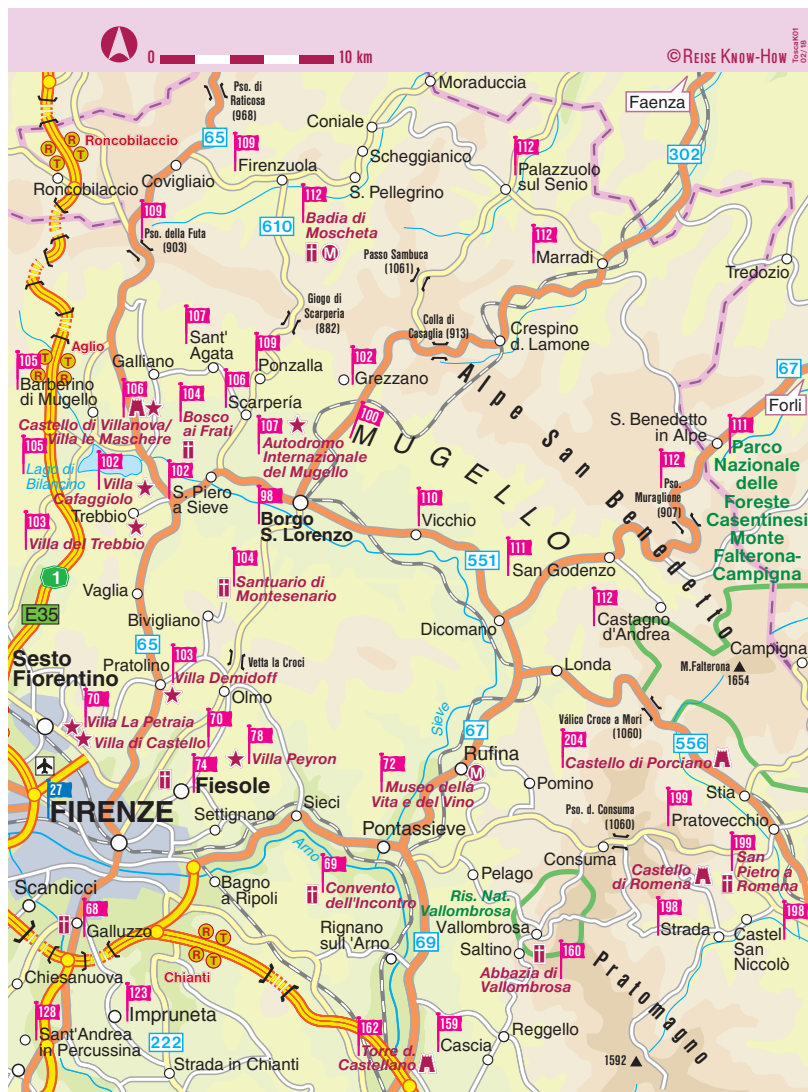 0
10 km
©REISE KNOW-HOW
ToscaK01
02/18
Pso. di
Raticosa
(968)
Moraduccia
Faenza
Coniale
Roncobilaccio
R
T
R
T
65
109
Scheggianico
302
Firenzuola
112
Palazzuolo
sul Senio
Roncobilaccio
Covigliaio
S. Pellegrino
112
Badia di
Moscheta
M
109
610
Pso. della Futa
(903)
Passo Sambuca
(1061)
112
Marradi
Tredozio
Giogo di
Scarperia
(882)
Colla di
Casaglia (913)
107
Sant'
Agata
Crespino
d. Lamone
Aglio
105
T
T
R
R
Barberino
di Mugello
Galliano
109
Ponzalla
102
Grezzano
67
Forli
106
104
106
Scarpería
Castello di Villanova/
Villa le Maschere
Bosco
ai Frati
107
Autodromo
Internazionale
del Mugello
100
MUGELLO
Alpe San Benedetto
S. Benedetto
in Alpe
111
Parco
Nazionale
delle
Foreste
Casentinesi
Monte
Falterona-
Campigna
105
Lago di
Bilancino
102
Villa
Cafaggiolo
102
S. Piero
a Sieve
112
Pso.
Muraglione
(907)
98
Borgo
S. Lorenzo
110
Vicchio
103
Trebbio
Villa del Trebbio
111
San Godenzo
551
1
E35
Vaglia
104
Santuario di
Montesenario
112
Castagno
d'Andrea
Bivigliano
Dicomano
65
103
Vetta la Croci
Campigna
Sesto
Fiorentino
Pratolino
Villa Demidoff
Londa
M.Falterona
1654
Olmo
70
Villa La Petraia
70
Villa di Castello
78
Villa Peyron
Sieve
Válico Croce a Mori
(1060)
67
204
Castello di Porciano
556
Rufina
M
72
Museo della
Vita e del Vino
74
Fiesole
27
FIRENZE
Pomino
Stia
199
Pratovecchio
Settignano
Sieci
Pso. d. Consuma
(1060)
Pontassieve
Arno
Consuma
199
San
Pietro a
Romena
Castello
di Romena
69
Convento
dell'Incontro
Pelago
Bagno
a Ripoli
Ris. Nat.
Vallombrosa
Scandicci
68
Galluzzo
Rignano
sull 'Arno
69
Vallombrosa
Saltino
160
Abbazia di
Vallombrosa
198
Strada
198
Castell
San
Niccolò
R
T
R
T
Chianti
Chiesanuova
Pratomagno
123
Impruneta
128
Sant'Andrea
in Percussina
222
Strada in Chianti
162
Torre d.
Castellano
159
Cascia
Reggello
1592